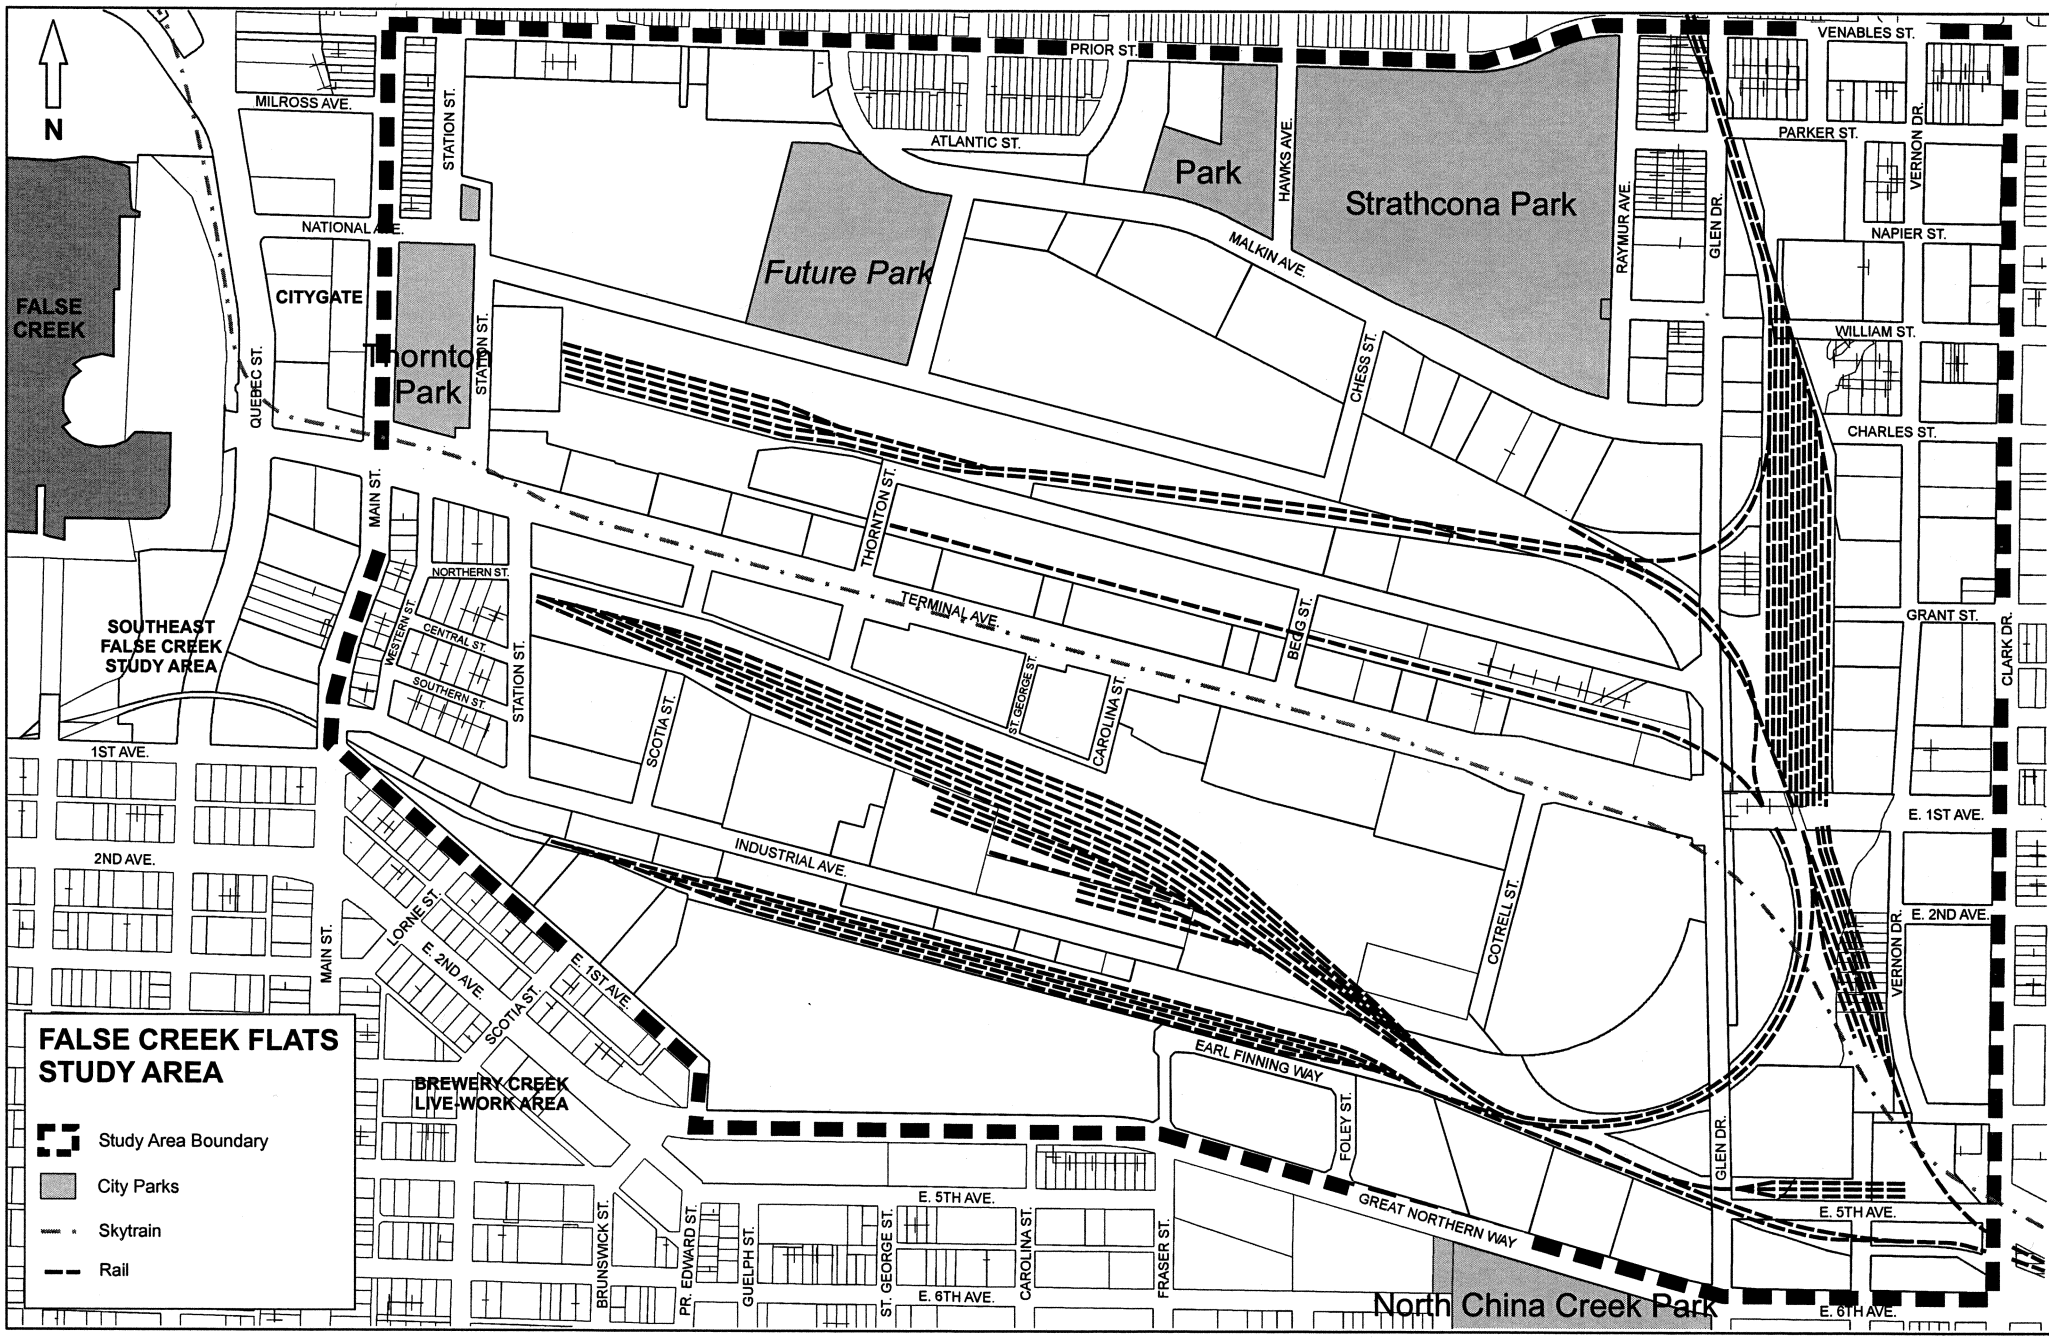 VENABLES ST.
PRIOR ST.
N
MILROSS AVE.
STATION ST.
ATLANTIC ST.
PARKER ST.
VERNON DR.
Park
HAWKS AVE.
Strathcona Park
RAYMUR AVE.
GLEN DR.
NATIONAL AVE.
MALKIN AVE.
NAPIER ST.
Future Park
CITYGATE
FALSE
CREEK
Thornton
Park
STATION ST.
QUEBEC ST.
CHESS ST.
WILLIAM ST.
CHARLES ST.
MAIN ST.
THORNTON ST.
NORTHERN ST.
TERMINAL AVE.
BEGG ST.
GRANT ST.
CLARK DR.
SOUTHEAST
FALSE CREEK
STUDY AREA
WESTERN ST.
CENTRAL ST.
SOUTHERN ST.
STATION ST.
SCOTIA ST.
ST. GEORGE ST.
CAROLINA ST.
1ST AVE.
E. 1ST AVE.
2ND AVE.
INDUSTRIAL AVE.
LORNE ST.
E. 2ND AVE.
MAIN ST.
E. 1ST AVE.
SCOTIA ST.
COTRELL ST.
E. 2ND AVE.
VERNON DR.
FALSE CREEK FLATS
STUDY AREA
Study Area Boundary
City Parks
Skytrain
Rail
BREWERY CREEK
LIVE-WORK AREA
EARL FINNING WAY
FOLEY ST.
GLEN DR.
E. 5TH AVE.
GREAT NORTHERN WAY
E. 5TH AVE.
BRUNSWICK ST.
PR. EDWARD ST.
GUELPH ST.
ST. GEORGE ST.
CAROLINA ST.
FRASER ST.
E. 6TH AVE.
North China Creek Park
E. 6TH AVE.